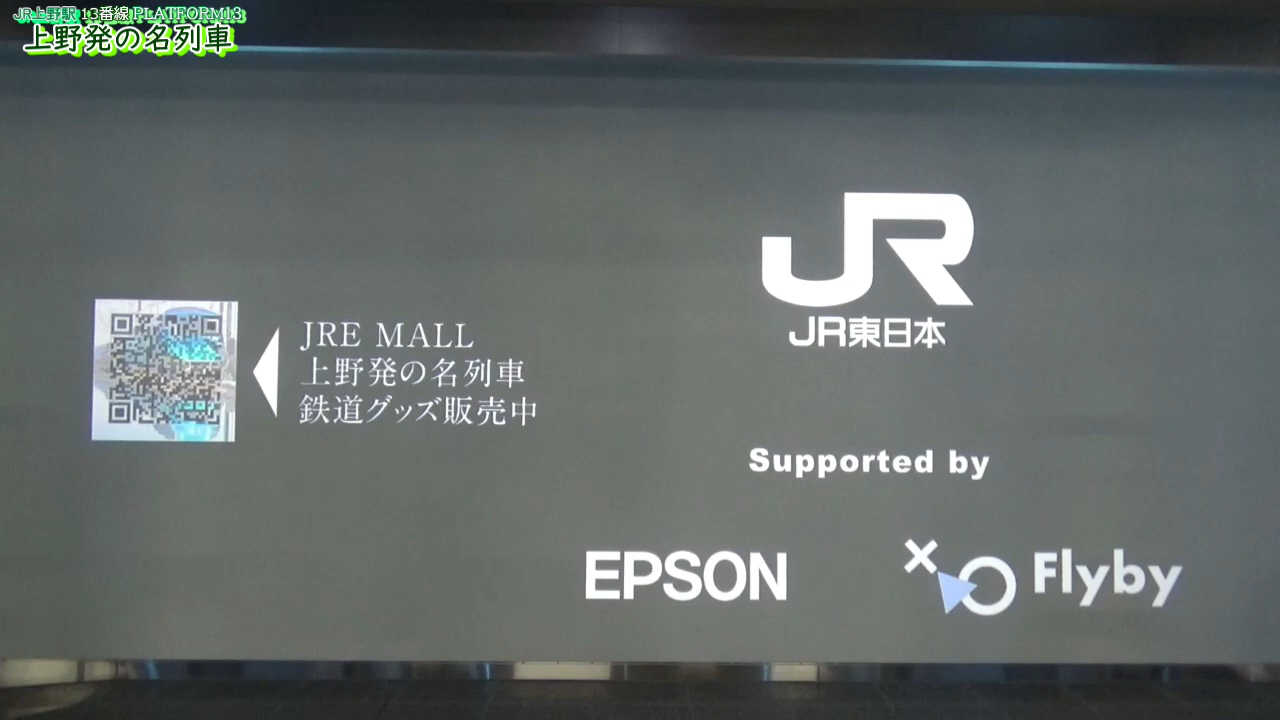 JR上野駅 13番線 PLATFORM13
上野発の名列車
JRE MALL
上野発の名列車
鉄道グッズ販売中
JR
JR東日本
Supported by
EPSON
Flyby